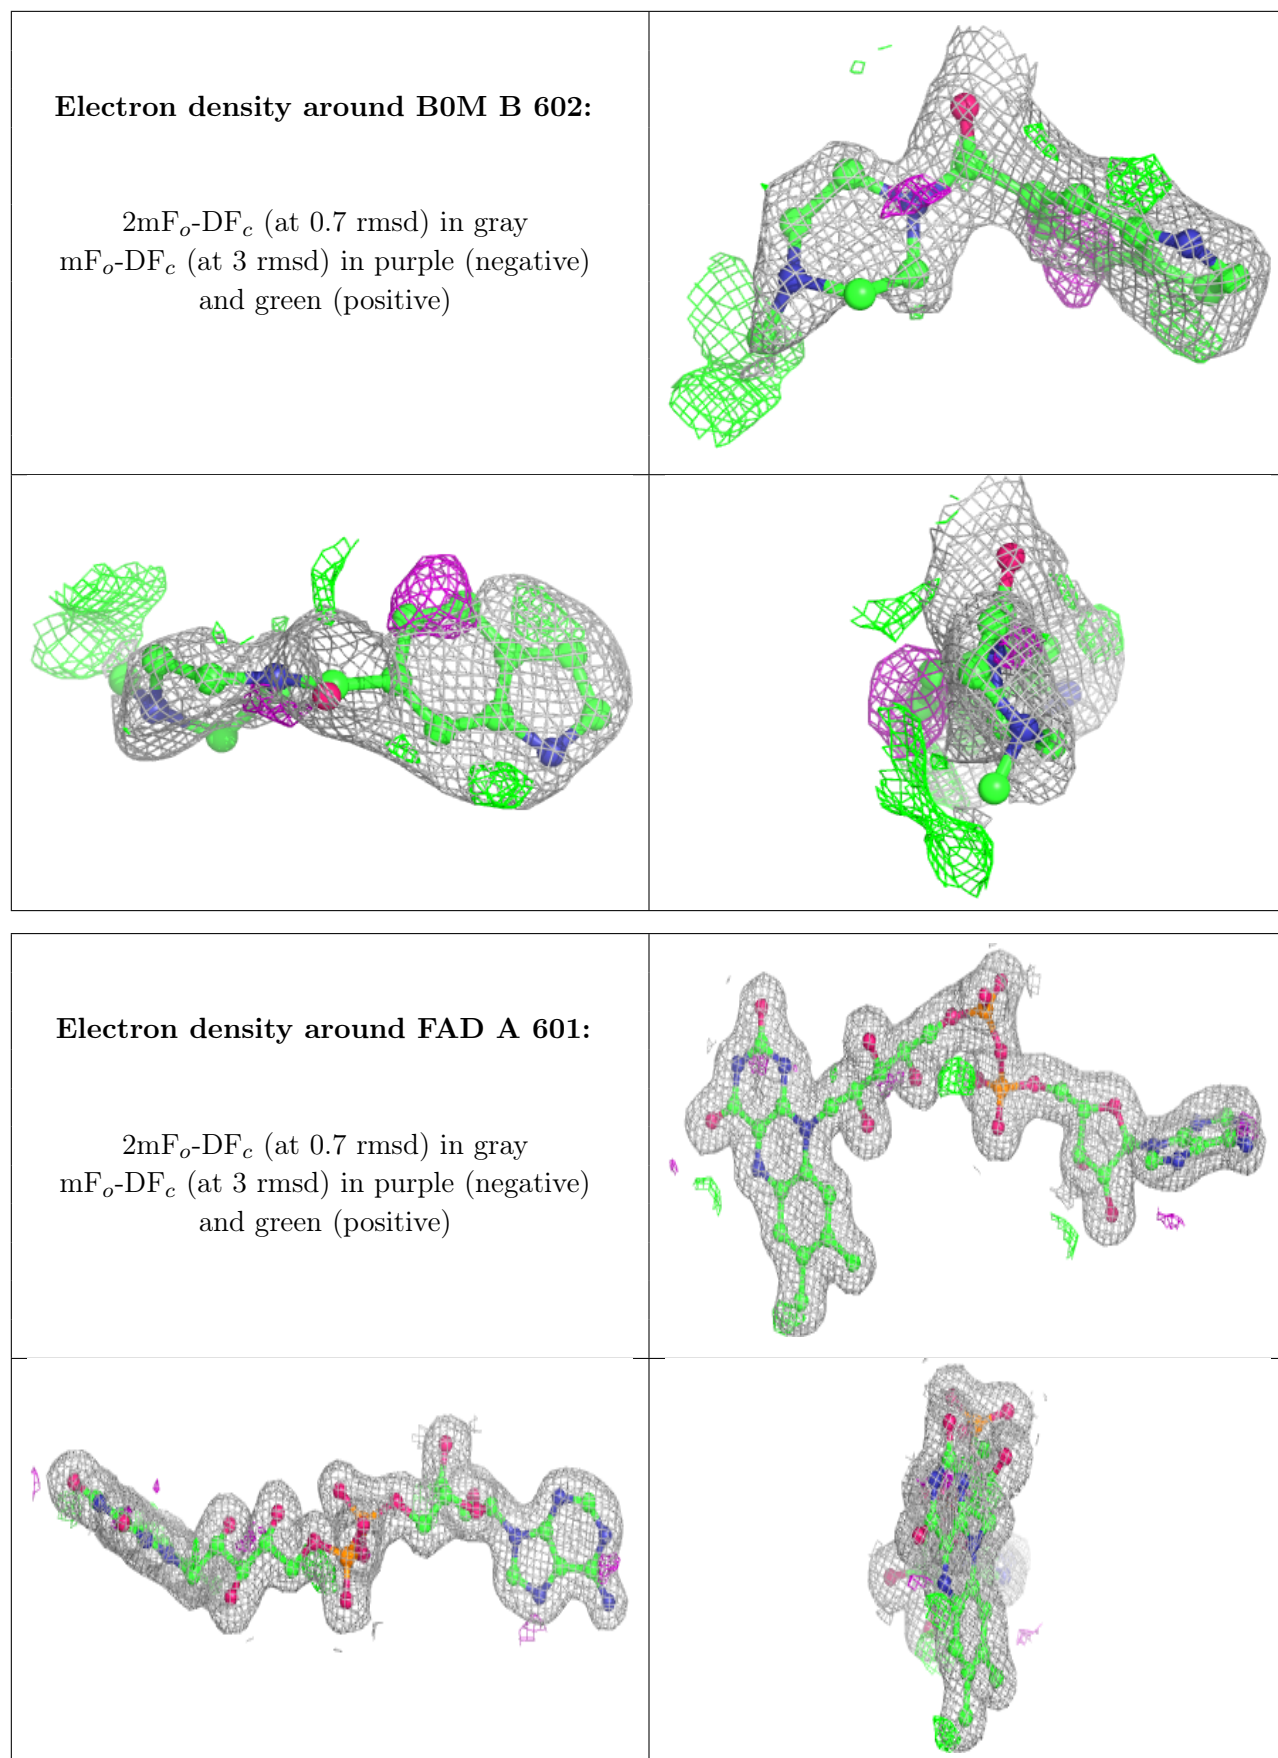 Electron density around B0M B 602:
2mFo-DFc (at 0.7 rmsd) in gray
mFo-DFc (at 3 rmsd) in purple (negative)
and green (positive)
Electron density around FAD A 601:
2mFo-DFc (at 0.7 rmsd) in gray
mFo-DFc (at 3 rmsd) in purple (negative)
and green (positive)